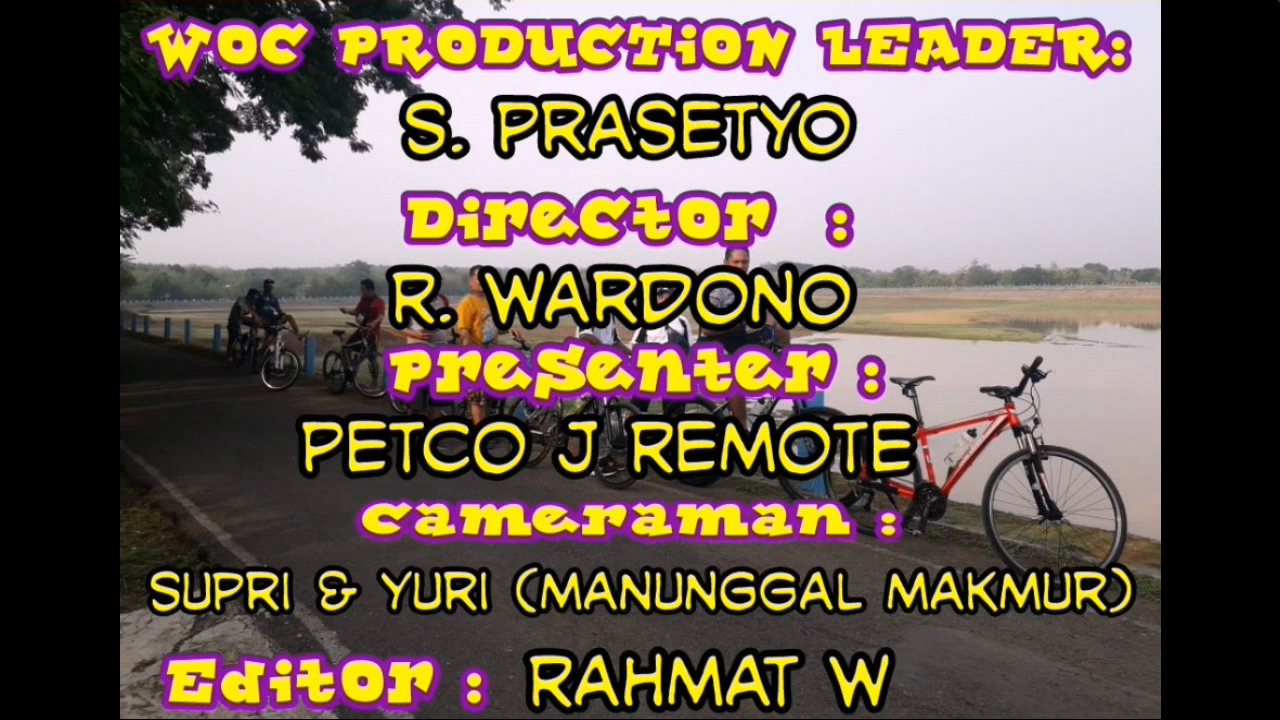 WOC PRODUCTiON LEADER:
S. PRASETYO
DirecTor :
R. WARDONO
Presenter :
PETCO J REMOTE
cameraman :
SUPRI & YURI (MANUNGGAL MAKMUR)
Editor : RAHMAT W